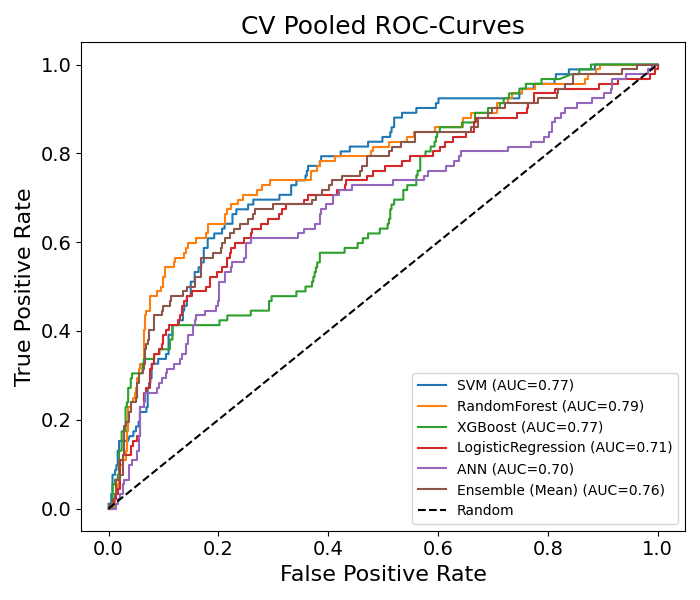 CV Pooled ROC-Curves
True Positive Rate
1.0
0.8
0.6
0.4
0.2
0.0
SVM (AUC=0.77)
RandomForest (AUC=0.79)
XGBoost (AUC=0.77)
LogisticRegression (AUC=0.71)
ANN (AUC=0.70)
Ensemble (Mean) (AUC=0.76)
Random
0.0 0.2 0.4 0.6 0.8 1.0
False Positive Rate